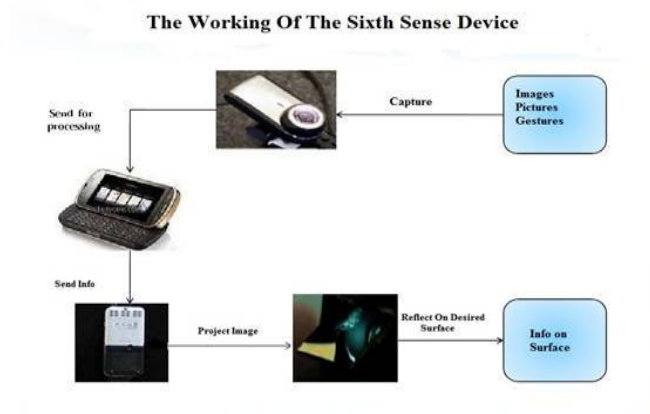 The Working Of The Sixth Sense Device
Images
Pictures
Gestures
Capture
Send for
processing
Send Info
Project Image
Reflect On Desired
Surface
Info on
Surface